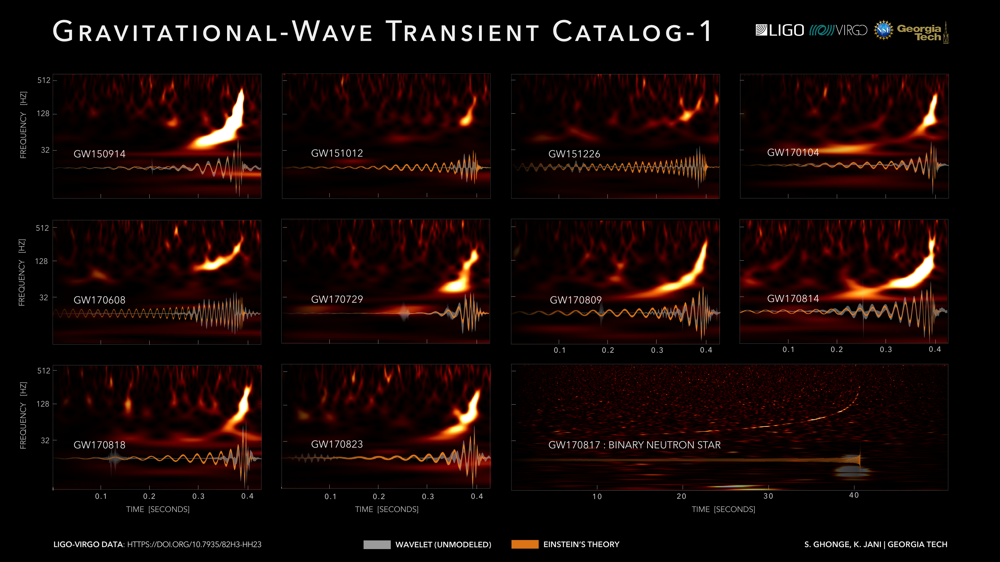 GRAVITATIONAL-WAVE TRANSIENT CATALOG-1
LIGO VIRGO NSF Georgia Tech
FREQUENCY [HZ]
512
128
32
GW150914
GW151012
GW151226
GW170104
FREQUENCY [HZ]
512
128
32
GW170608
GW170729
GW170809
GW170814
0.1 0.2 0.3 0.4
0.1 0.2 0.3 0.4
FREQUENCY [HZ]
512
128
32
GW170818
GW170823
GW170817 : BINARY NEUTRON STAR
0.1 0.2 0.3 0.4
0.1 0.2 0.3 0.4
10 20 30 40
TIME [SECONDS]
TIME [SECONDS]
TIME [SECONDS]
LIGO-VIRGO DATA: HTTPS://DOI.ORG/10.7935/82H3-HH23
WAVELET (UNMODELED)
EINSTEIN'S THEORY
S. GHONGE, K. JANI | GEORGIA TECH